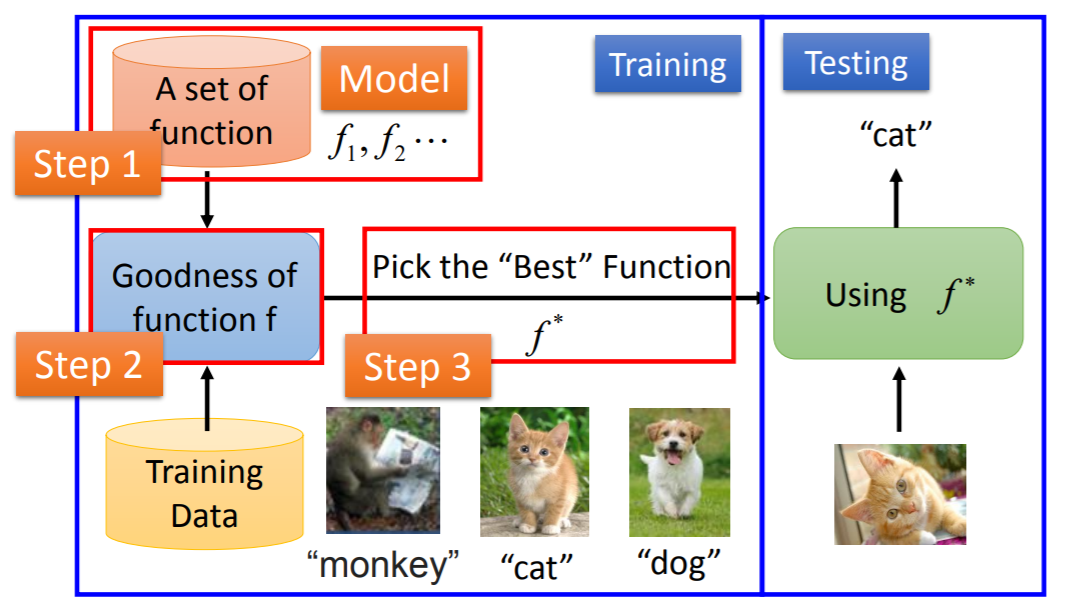 A set of
function
Model
f₁, f₂ ⋯
Step 1
Training
Testing
"cat"
Goodness of
function f
Step 2
Pick the "Best" Function
f*
Step 3
Using f*
Training
Data
"monkey"
"cat"
"dog"